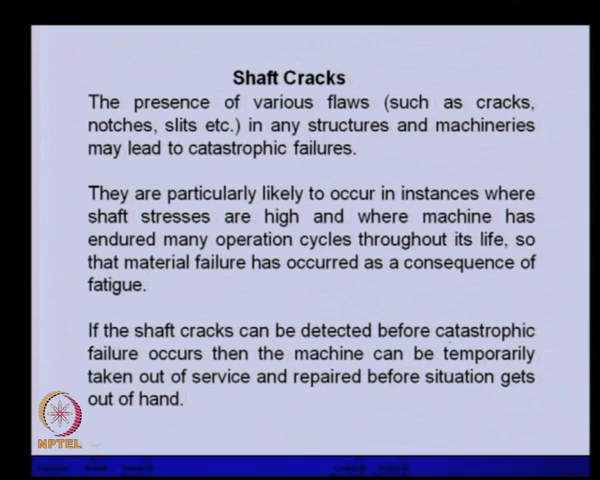 Shaft Cracks
The presence of various flaws (such as cracks,
notches, slits etc.) in any structures and machineries
may lead to catastrophic failures.
They are particularly likely to occur in instances where
shaft stresses are high and where machine has
endured many operation cycles throughout its life, so
that material failure has occurred as a consequence of
fatigue.
If the shaft cracks can be detected before catastrophic
failure occurs then the machine can be temporarily
taken out of service and repaired before situation gets
out of hand.
NPTEL